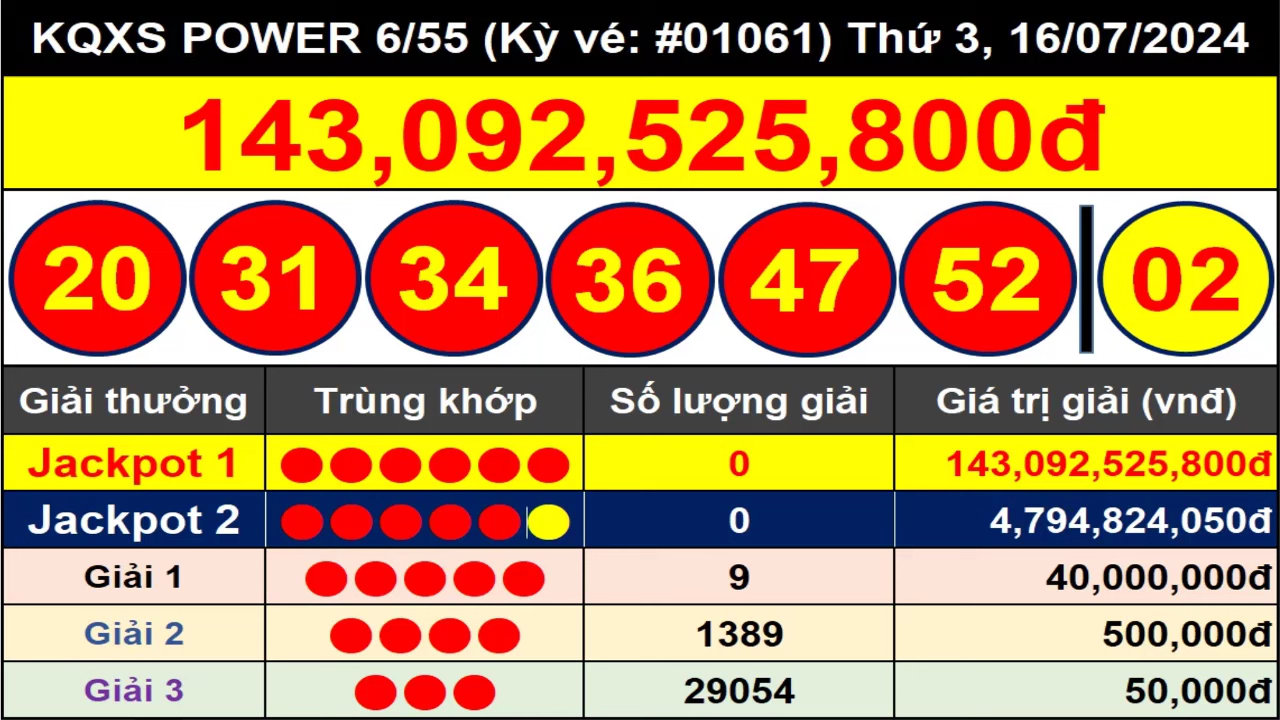 KQXS POWER 6/55 (Kỳ vé: #01061) Thứ 3, 16/07/2024
143,092,525,800đ
20 31 34 36 47 52 02
Giải thưởng Trùng khớp Số lượng giải Giá trị giải (vnđ)
Jackpot 1 0 143,092,525,800đ
Jackpot 2 0 4,794,824,050đ
Giải 1 9 40,000,000đ
Giải 2 1389 500,000đ
Giải 3 29054 50,000đ